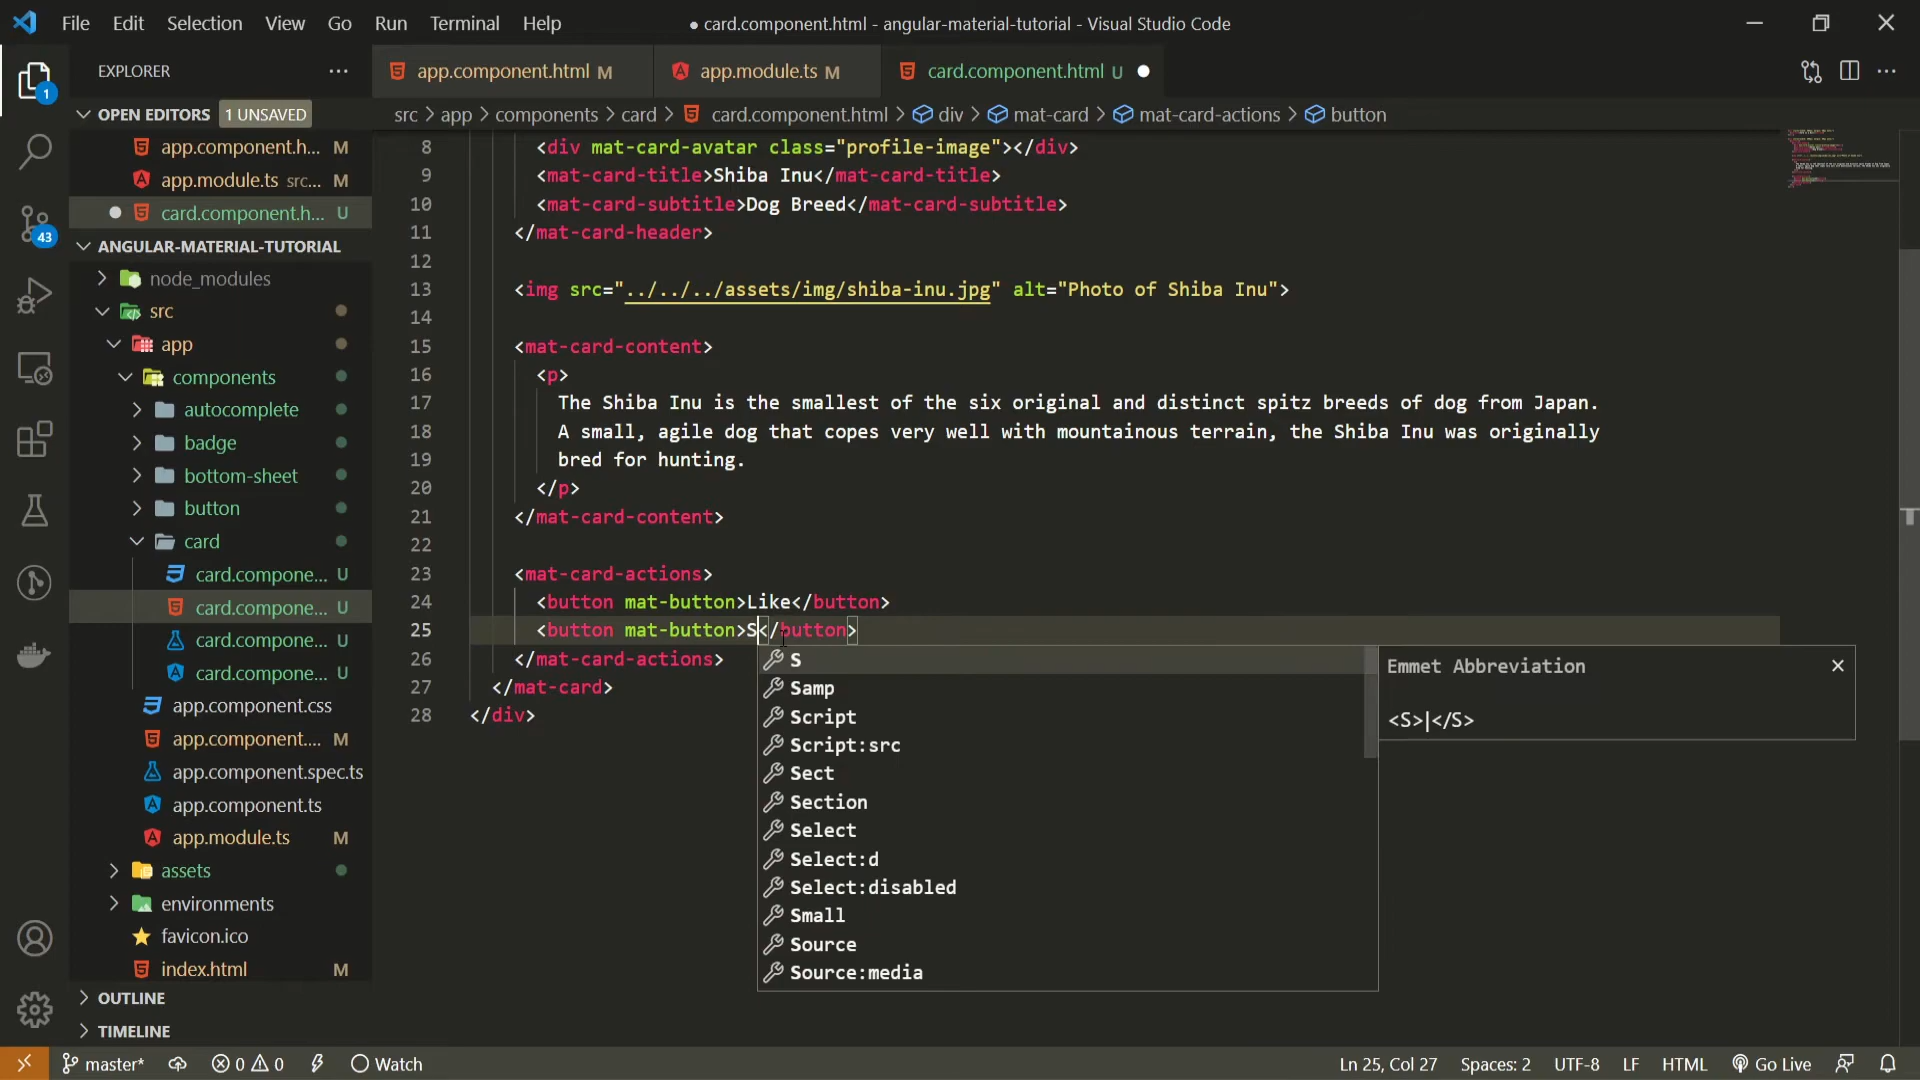 File Edit Selection View Go Run Terminal Help ● card.component.html - angular-material-tutorial - Visual Studio Code
EXPLORER
app.component.html M
app.module.ts M
card.component.html U
OPEN EDITORS 1 UNSAVED
app.component.h... M
app.module.ts src... M
card.component.h... U
src > app > components > card > card.component.html > div > mat-card > mat-card-actions > button
ANGULAR-MATERIAL-TUTORIAL
node_modules
src
app
components
autocomplete
badge
bottom-sheet
button
card
card.compone... U
card.compone... U
card.compone... U
card.compone... U
app.component.css
app.component.... M
app.component.spec.ts
app.component.ts
app.module.ts M
assets
environments
favicon.ico
index.html M
OUTLINE
TIMELINE
1
43
8 <div mat-card-avatar class="profile-image"></div>
9 <mat-card-title>Shiba Inu</mat-card-title>
10 <mat-card-subtitle>Dog Breed</mat-card-subtitle>
11 </mat-card-header>
12
13 <img src="../../../assets/img/shiba-inu.jpg" alt="Photo of Shiba Inu">
14
15 <mat-card-content>
16 <p>
17 The Shiba Inu is the smallest of the six original and distinct spitz breeds of dog from Japan.
18 A small, agile dog that copes very well with mountainous terrain, the Shiba Inu was originally
19 bred for hunting.
20 </p>
21 </mat-card-content>
22
23 <mat-card-actions>
24 <button mat-button>Like</button>
25 <button mat-button>S</button>
26 </mat-card-actions>
27 </mat-card>
28 </div>
S
Samp
Script
Script:src
Sect
Section
Select
Select:d
Select:disabled
Small
Source
Source:media
Emmet Abbreviation
<S>|</S>
master* 0 0 Watch Ln 25, Col 27 Spaces: 2 UTF-8 LF HTML Go Live